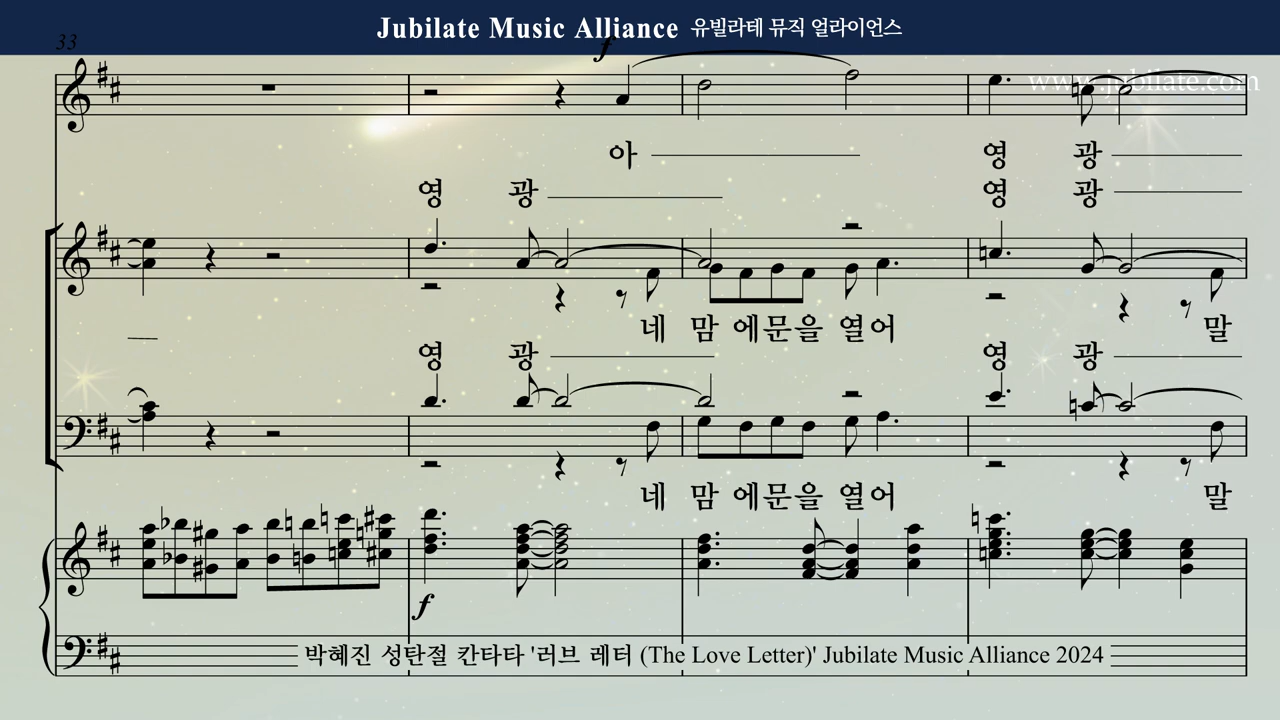 Jubilate Music Alliance 유빌라테 뮤직 얼라이언스
33
f
www.jubilate.com
아 영 광
영 광 영 광
네 맘 에 문 을 열 어 말
영 광 영 광
네 맘 에 문 을 열 어 말
f
박혜진 성탄절 칸타타 '러브 레터 (The Love Letter)' Jubilate Music Alliance 2024